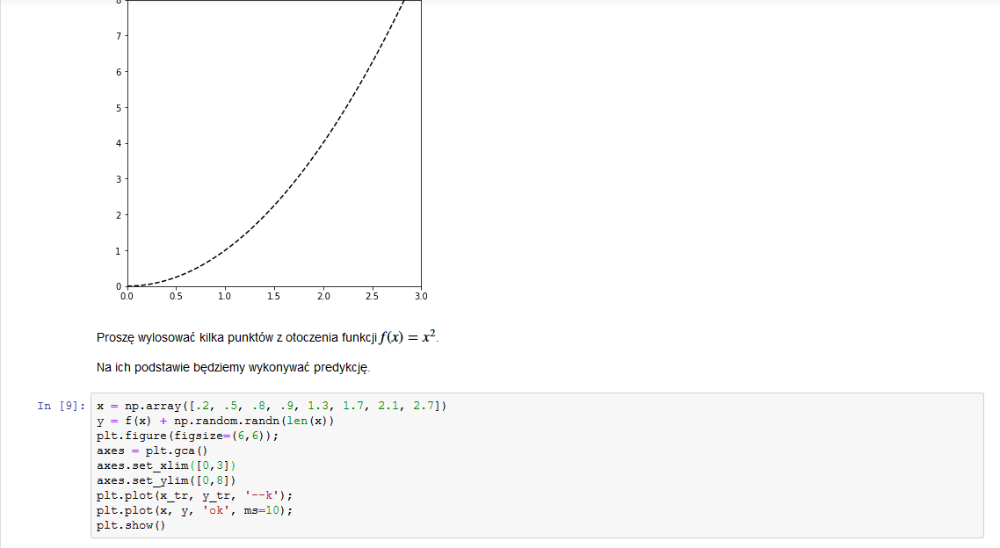 8
7
6
5
4
3
2
1
0
0.0 0.5 1.0 1.5 2.0 2.5 3.0
Proszę wylosować kilka punktów z otoczenia funkcji f(x) = x².
Na ich podstawie będziemy wykonywać predykcję.
In [9]: x = np.array([.2, .5, .8, .9, 1.3, 1.7, 2.1, 2.7])
y = f(x) + np.random.randn(len(x))
plt.figure(figsize=(6,6));
axes = plt.gca()
axes.set_xlim([0,3])
axes.set_ylim([0,8])
plt.plot(x_tr, y_tr, '--k');
plt.plot(x, y, 'ok', ms=10);
plt.show()